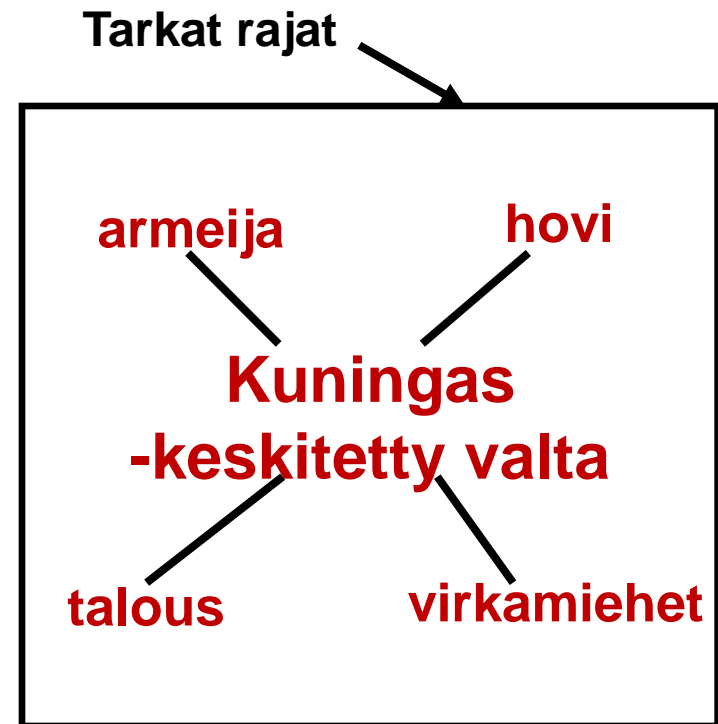 Tarkat rajat
armeija
hovi
Kuningas
-keskitetty valta
talous
virkamiehet